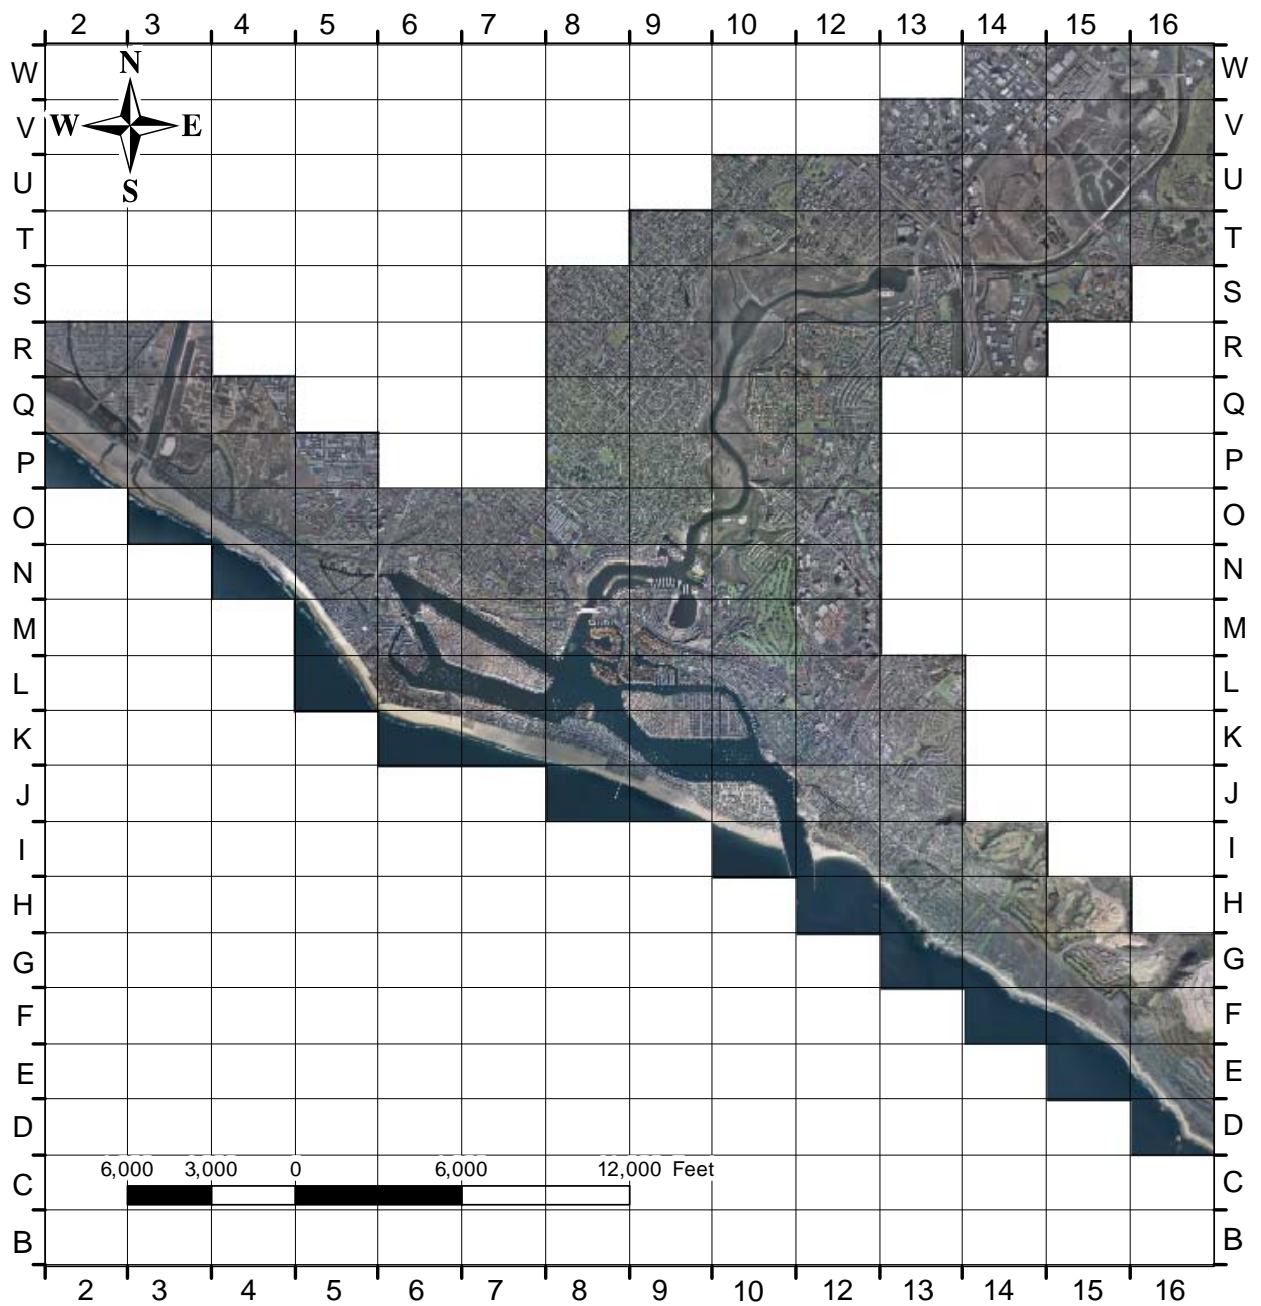 2 3 4 5 6 7 8 9 10 12 13 14 15 16
W N W
V W E V
U S U
T T
S S
R R
Q Q
P P
O O
N N
M M
L L
K K
J J
I I
H H
G G
F F
E E
D D
6,000 3,000 0 6,000 12,000 Feet
C C
B B
2 3 4 5 6 7 8 9 10 12 13 14 15 16